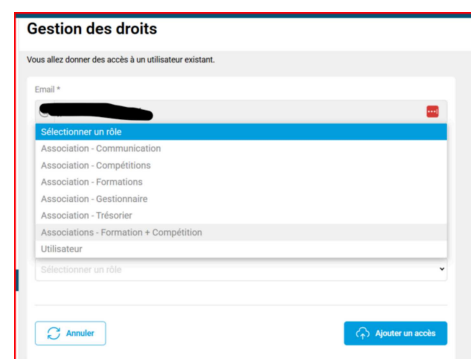 Gestion des droits
Vous allez donner des accès à un utilisateur existant.
Email *
Sélectionner un rôle
Association - Communication
Association - Compétitions
Association - Formations
Association - Gestionnaire
Association - Trésorier
Associations - Formation + Compétition
Utilisateur
Sélectionner un rôle
Annuler
Ajouter un accès